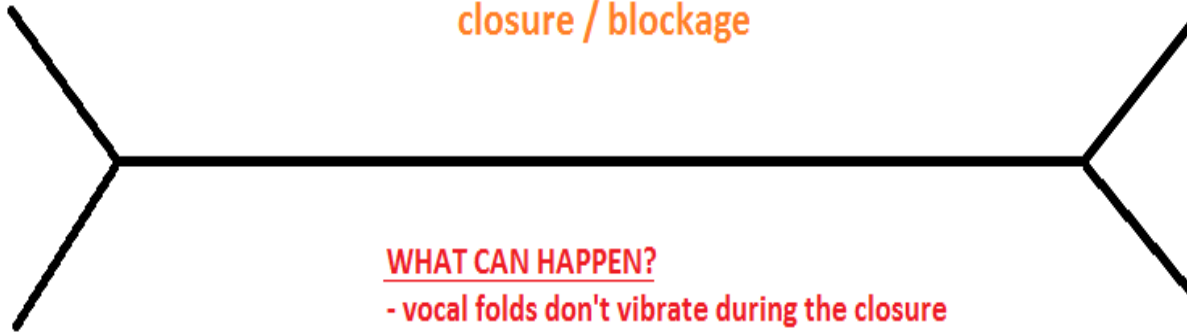 closure / blockage
WHAT CAN HAPPEN?
- vocal folds don't vibrate during the closure